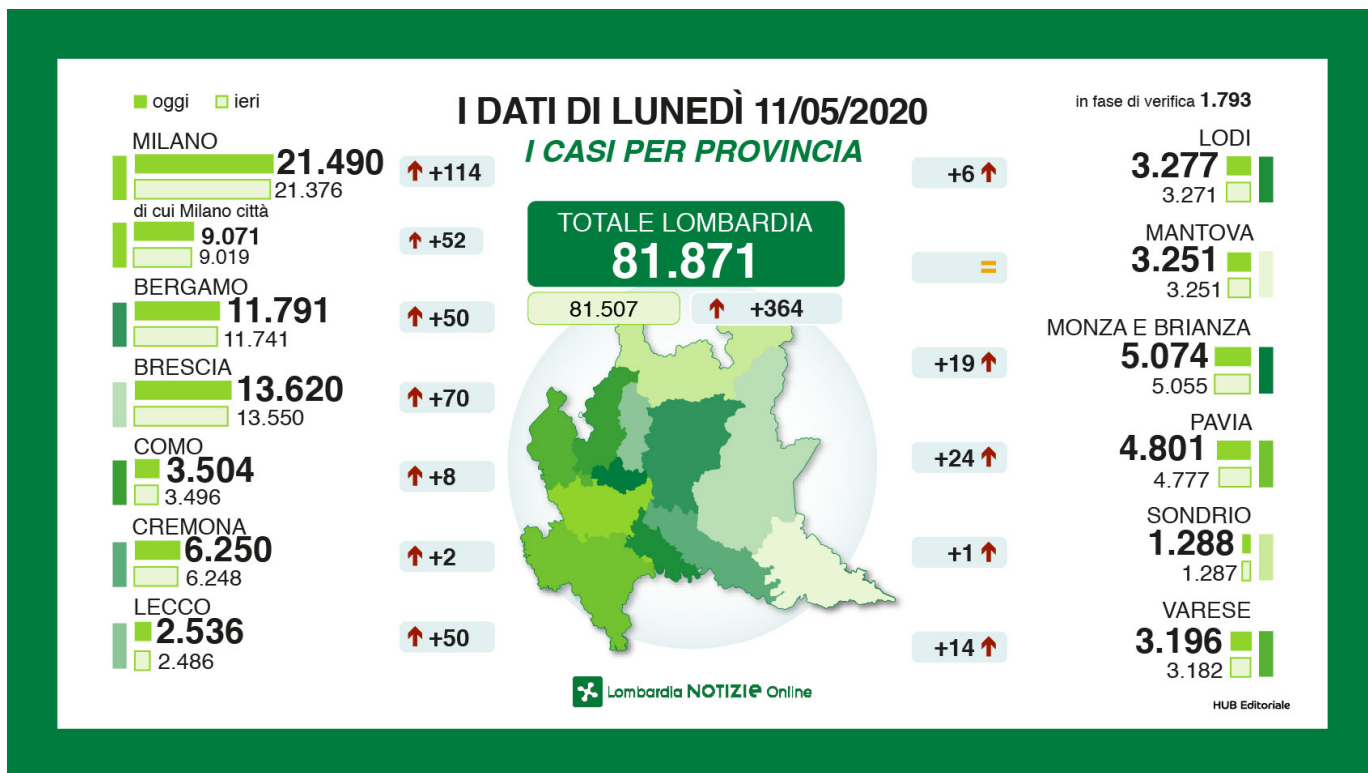 oggi ieri
I DATI DI LUNEDÌ 11/05/2020
I CASI PER PROVINCIA
in fase di verifica 1.793
TOTALE LOMBARDIA
81.871
81.507
+364
MILANO
21.490
21.376
+114
di cui Milano città
9.071
9.019
+52
BERGAMO
11.791
11.741
+50
BRESCIA
13.620
13.550
+70
COMO
3.504
3.496
+8
CREMONA
6.250
6.248
+2
LECCO
2.536
2.486
+50
LODI
3.277
3.271
+6
MANTOVA
3.251
3.251
=
MONZA E BRIANZA
5.074
5.055
+19
PAVIA
4.801
4.777
+24
SONDRIO
1.288
1.287
+1
VARESE
3.196
3.182
+14
Lombardia NOTIZIE Online
HUB Editoriale